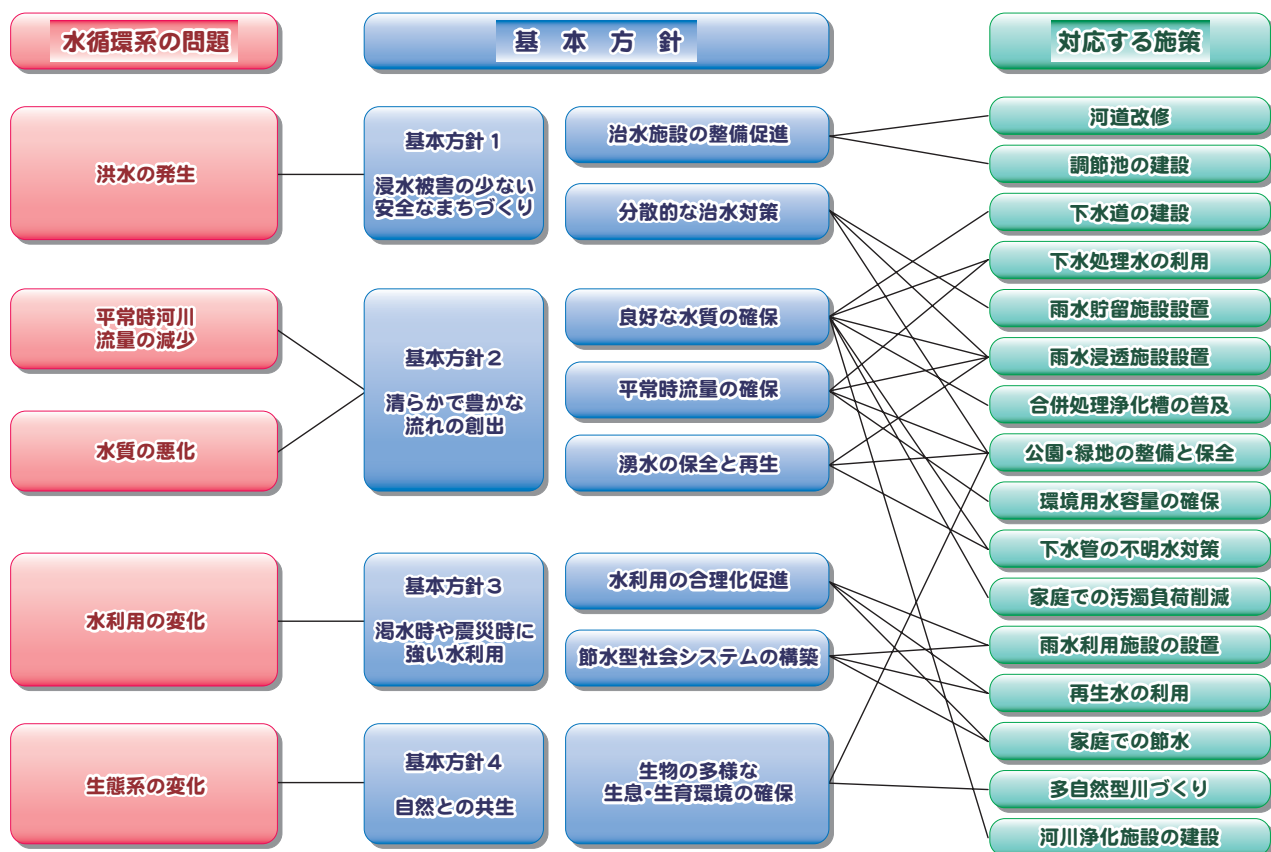 水循環系の問題
基本方針
対応する施策
洪水の発生
平常時河川
流量の減少
水質の悪化
水利用の変化
生態系の変化
基本方針1
浸水被害の少ない
安全なまちづくり
基本方針2
清らかで豊かな
流れの創出
基本方針3
渇水時や震災時に
強い水利用
基本方針4
自然との共生
治水施設の整備促進
分散的な治水対策
良好な水質の確保
平常時流量の確保
湧水の保全と再生
水利用の合理化促進
節水型社会システムの構築
生物の多様な
生息・生育環境の確保
河道改修
調節池の建設
下水道の建設
下水処理水の利用
雨水貯留施設設置
雨水浸透施設設置
合併処理浄化槽の普及
公園・緑地の整備と保全
環境用水容量の確保
下水管の不明水対策
家庭での汚濁負荷削減
雨水利用施設の設置
再生水の利用
家庭での節水
多自然型川づくり
河川浄化施設の建設